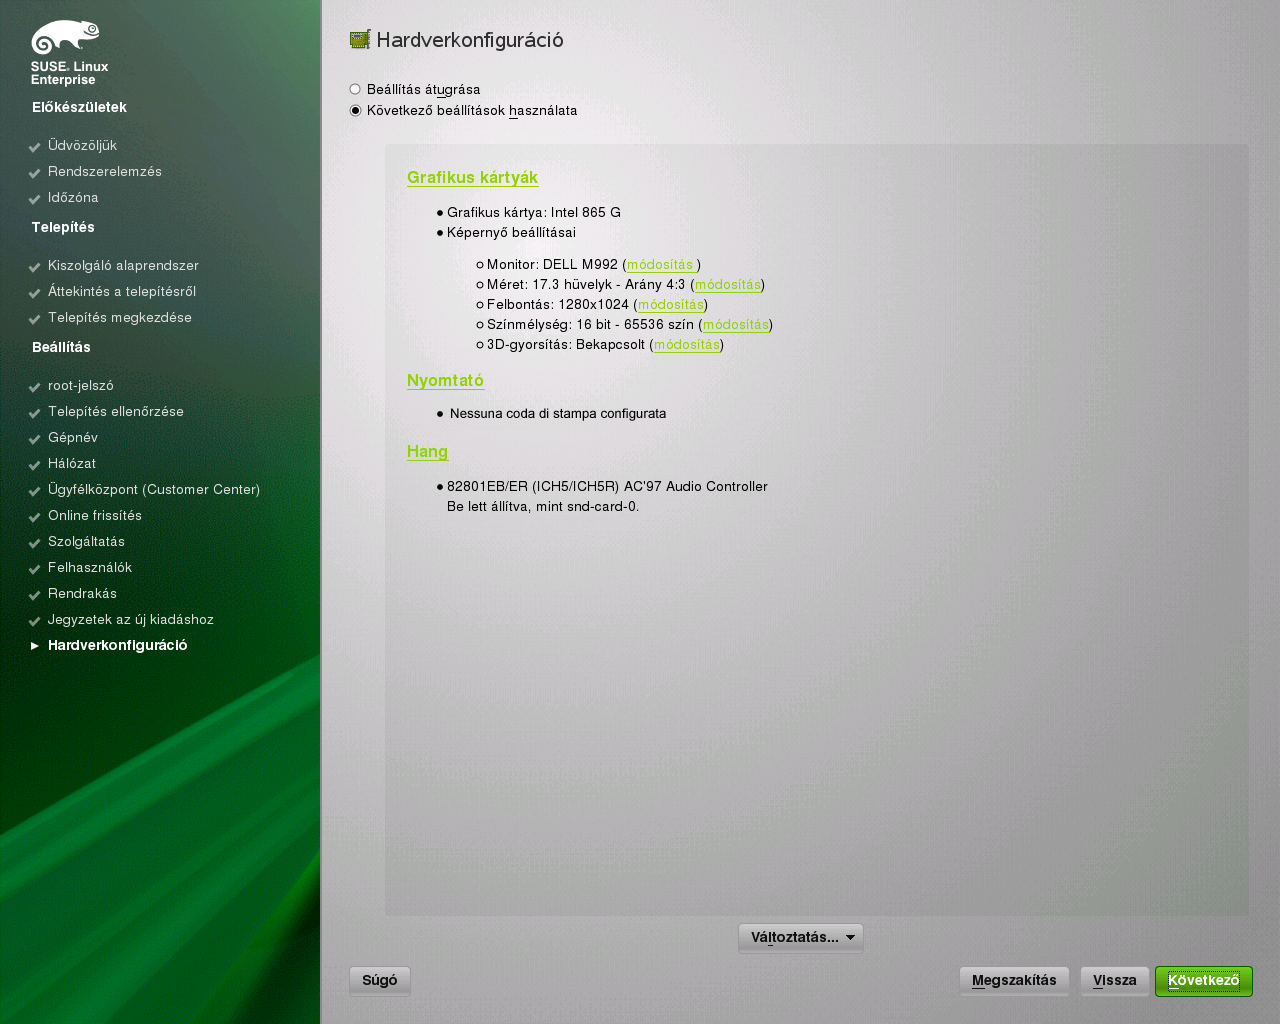 SUSE® Linux
Enterprise
Előkészületek
Üdvözöljük
Rendszerelemzés
Időzóna
Telepítés
Kiszolgáló alaprendszer
Áttekintés a telepítésről
Telepítés megkezdése
Beállítás
root-jelszó
Telepítés ellenőrzése
Gépnév
Hálózat
Ügyfélközpont (Customer Center)
Online frissítés
Szolgáltatás
Felhasználók
Rendrakás
Jegyzetek az új kiadáshoz
Hardverkonfiguráció
Hardverkonfiguráció
Beállítás átugrása
Következő beállítások használata
Grafikus kártyák
Grafikus kártya: Intel 865 G
Képernyő beállításai
Monitor: DELL M992 (módosítás )
Méret: 17.3 hüvelyk - Arány 4:3 (módosítás)
Felbontás: 1280x1024 (módosítás)
Színmélység: 16 bit - 65536 szín (módosítás)
3D-gyorsítás: Bekapcsolt (módosítás)
Nyomtató
Nessuna coda di stampa configurata
Hang
82801EB/ER (ICH5/ICH5R) AC'97 Audio Controller
Be lett állítva, mint snd-card-0.
Változtatás...
Súgó
Megszakítás
Vissza
Következő